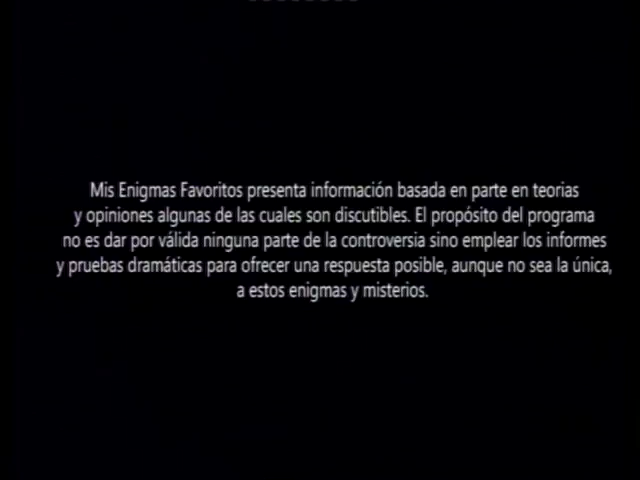 Mis Enigmas Favoritos presenta información basada en parte en teorias
y opiniones algunas de las cuales son discutibles. El propósito del programa
no es dar por válida ninguna parte de la controversia sino emplear los informes
y pruebas dramáticas para ofrecer una respuesta posible, aunque no sea la única,
a estos enigmas y misterios.